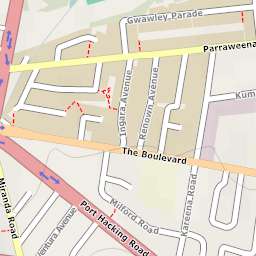 Gwawley Parade
Parraweena
Ingara Avenue
Renown Avenue
Kum
The Boulevard
Miranda Road
Ventura Avenue
Port Hacking Road
Milford Road
Kareena Road